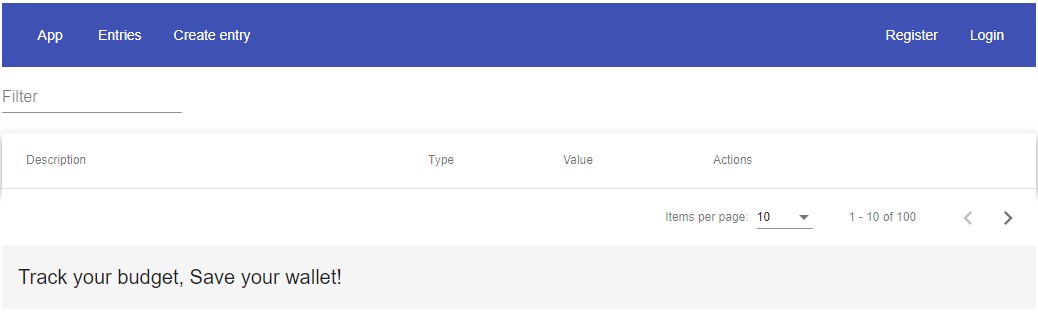 App Entries Create entry Register Login
Filter
Description Type Value Actions
Items per page: 10 1 - 10 of 100
Track your budget, Save your wallet!